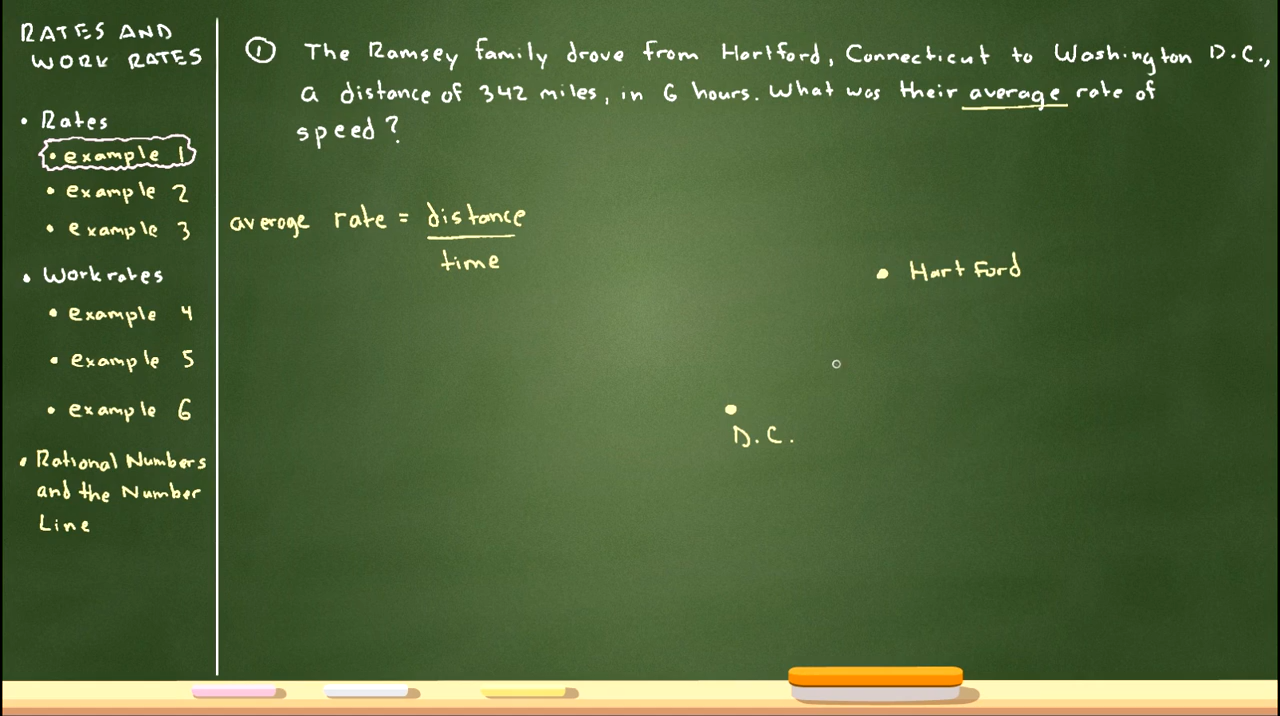 RATES AND
WORK RATES
• Rates
• example 1
• example 2
• example 3
• Work rates
• example 4
• example 5
• example 6
• Rational Numbers
and the Number
Line
① The Ramsey family drove from Hartford, Connecticut to Washington D.C.,
a distance of 342 miles, in 6 hours. What was their average rate of
speed?
average rate = distance
time
• Hartford
D.C.